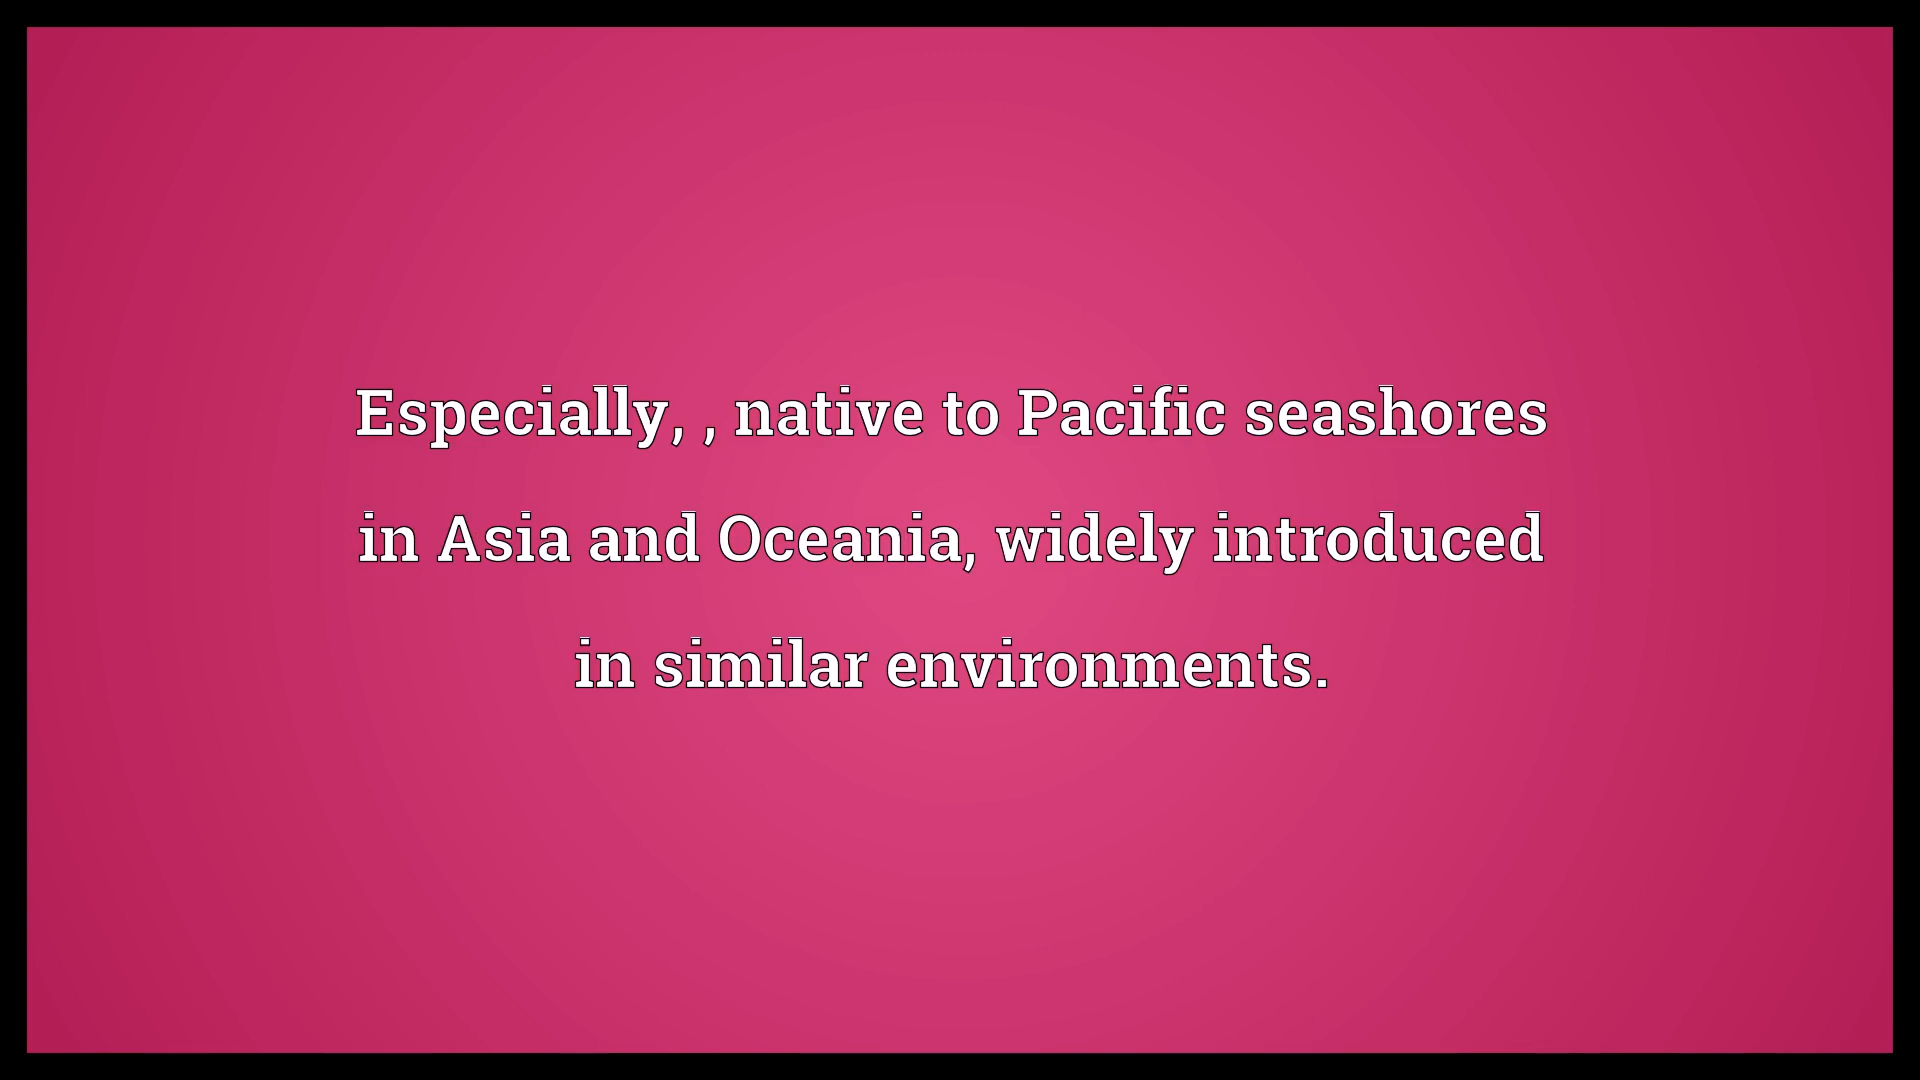 Especially, , native to Pacific seashores
in Asia and Oceania, widely introduced
in similar environments.